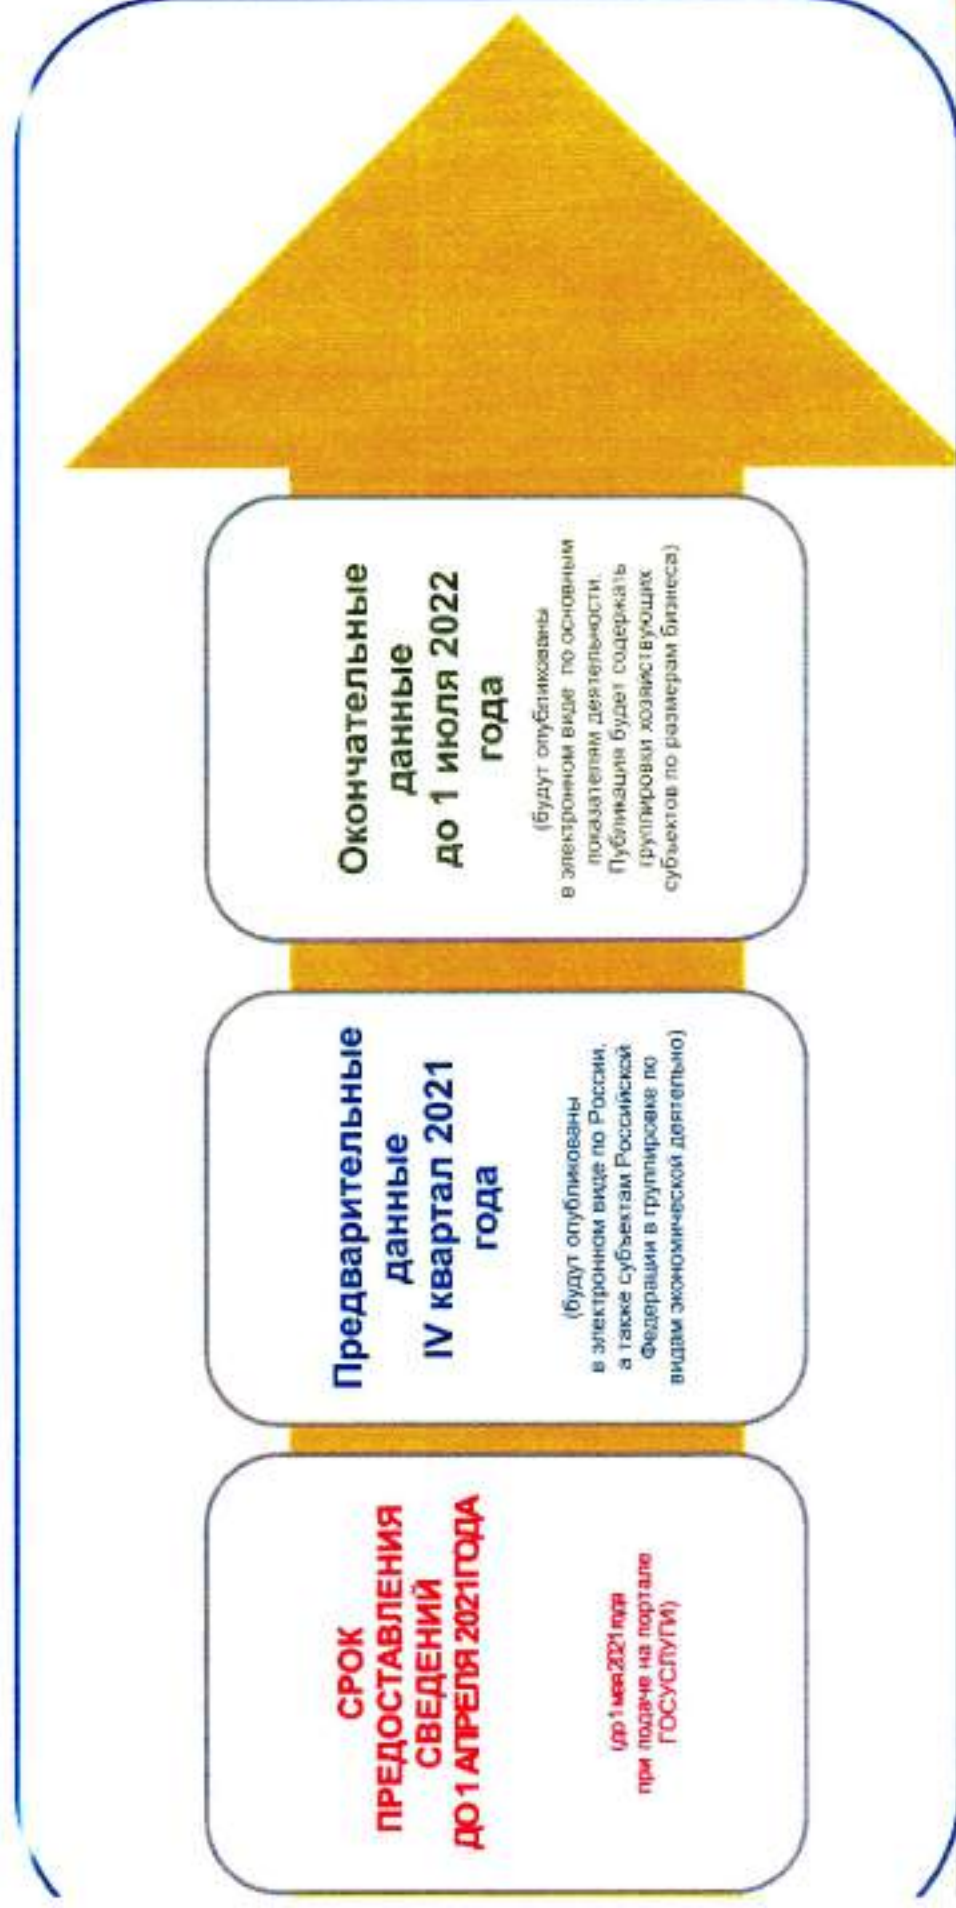 СРОК
ПРЕДОСТАВЛЕНИЯ
СВЕДЕНИЙ
ДО 1 АПРЕЛЯ 2021ГОДА
(до 1 мая 2021 года
при подаче на портале
ГОСУСЛУГИ)
Предварительные
данные
IV квартал 2021
года
(будут опубликованы
в электронном виде по России,
а также субъектам Российской
Федерации в группировке по
видам экономической деятельно)
Окончательные
данные
до 1 июля 2022
года
(будут опубликованы
в электронном виде по основным
показателям деятельности.
Публикация будет содержать
группировки хозяйствующих
субъектов по размерам бизнеса)